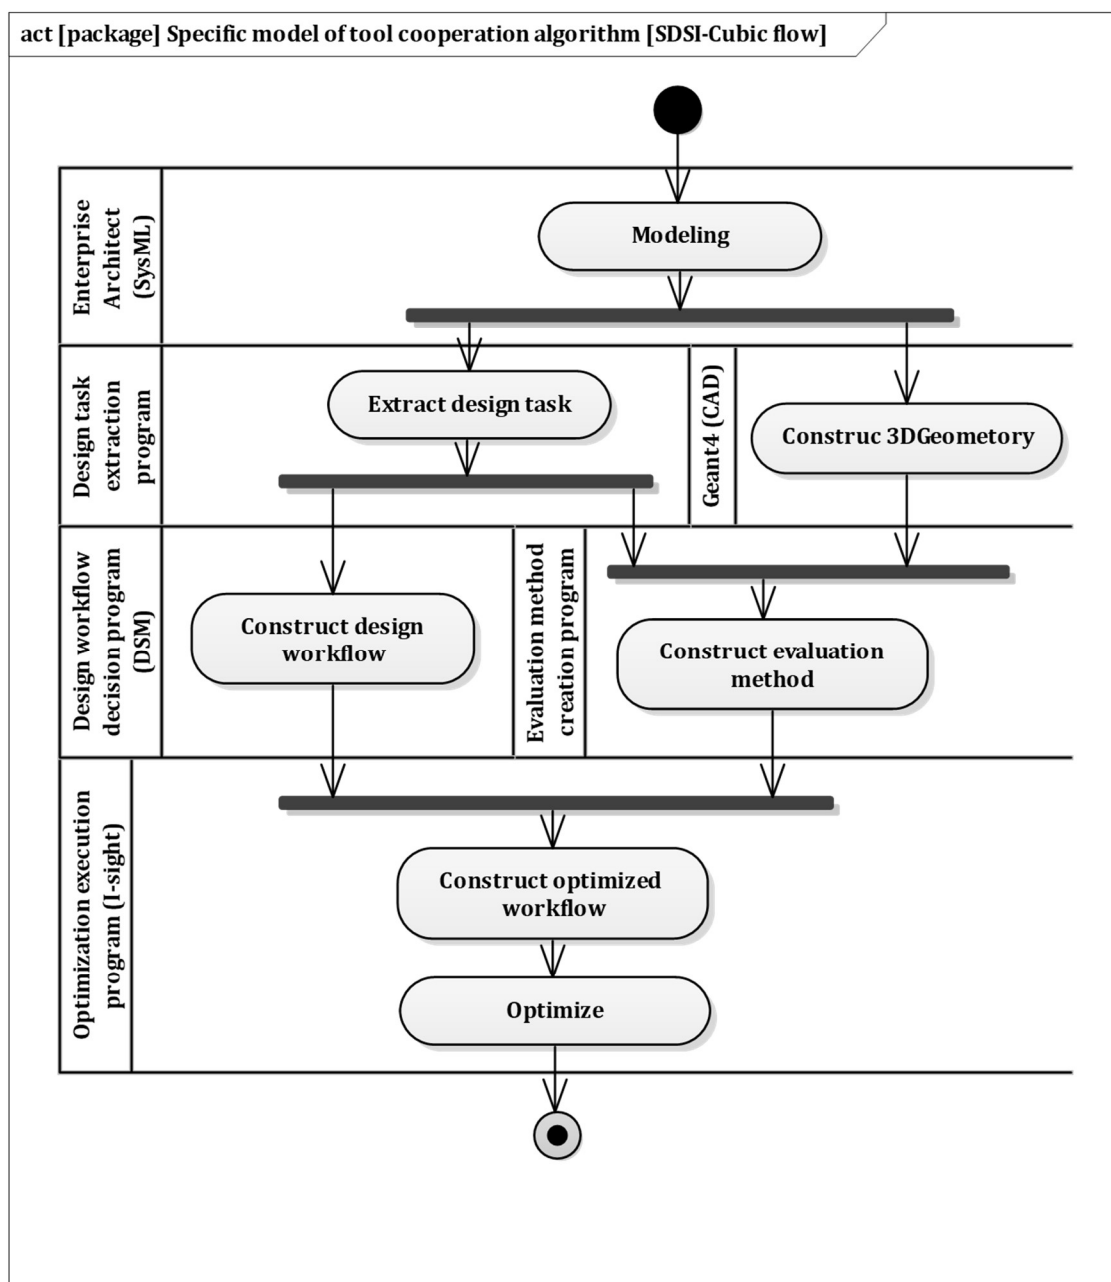 act [package] Specific model of tool cooperation algorithm [SDSI-Cubic flow]
Enterprise
Architect
(SysML)
Modeling
Design task
extraction
program
Extract design task
Geant4 (CAD)
Construc 3DGeometory
Design workflow
decision program
(DSM)
Construct design
workflow
Evaluation method
creation program
Construct evaluation
method
Optimization execution
program (I-sight)
Construct optimized
workflow
Optimize